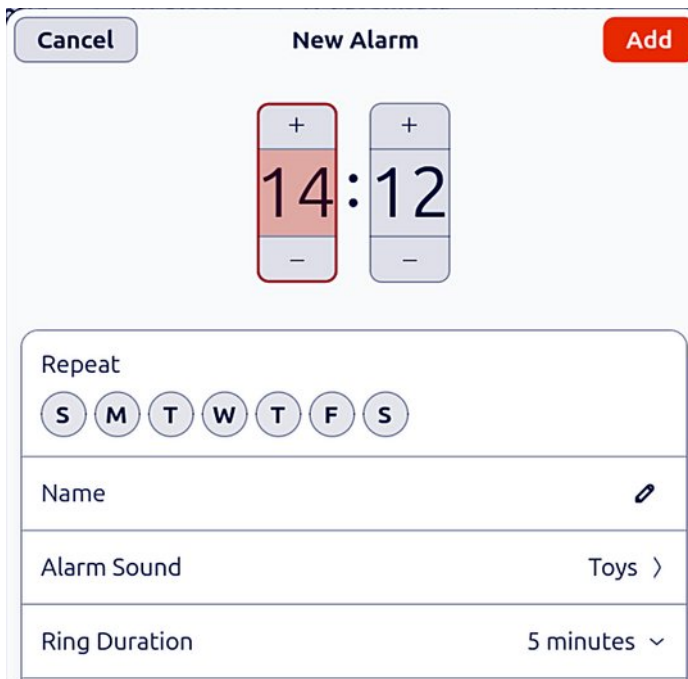 Cancel New Alarm Add
+ +
14:12
− −
Repeat
S M T W T F S
Name
Alarm Sound Toys 〉
Ring Duration 5 minutes